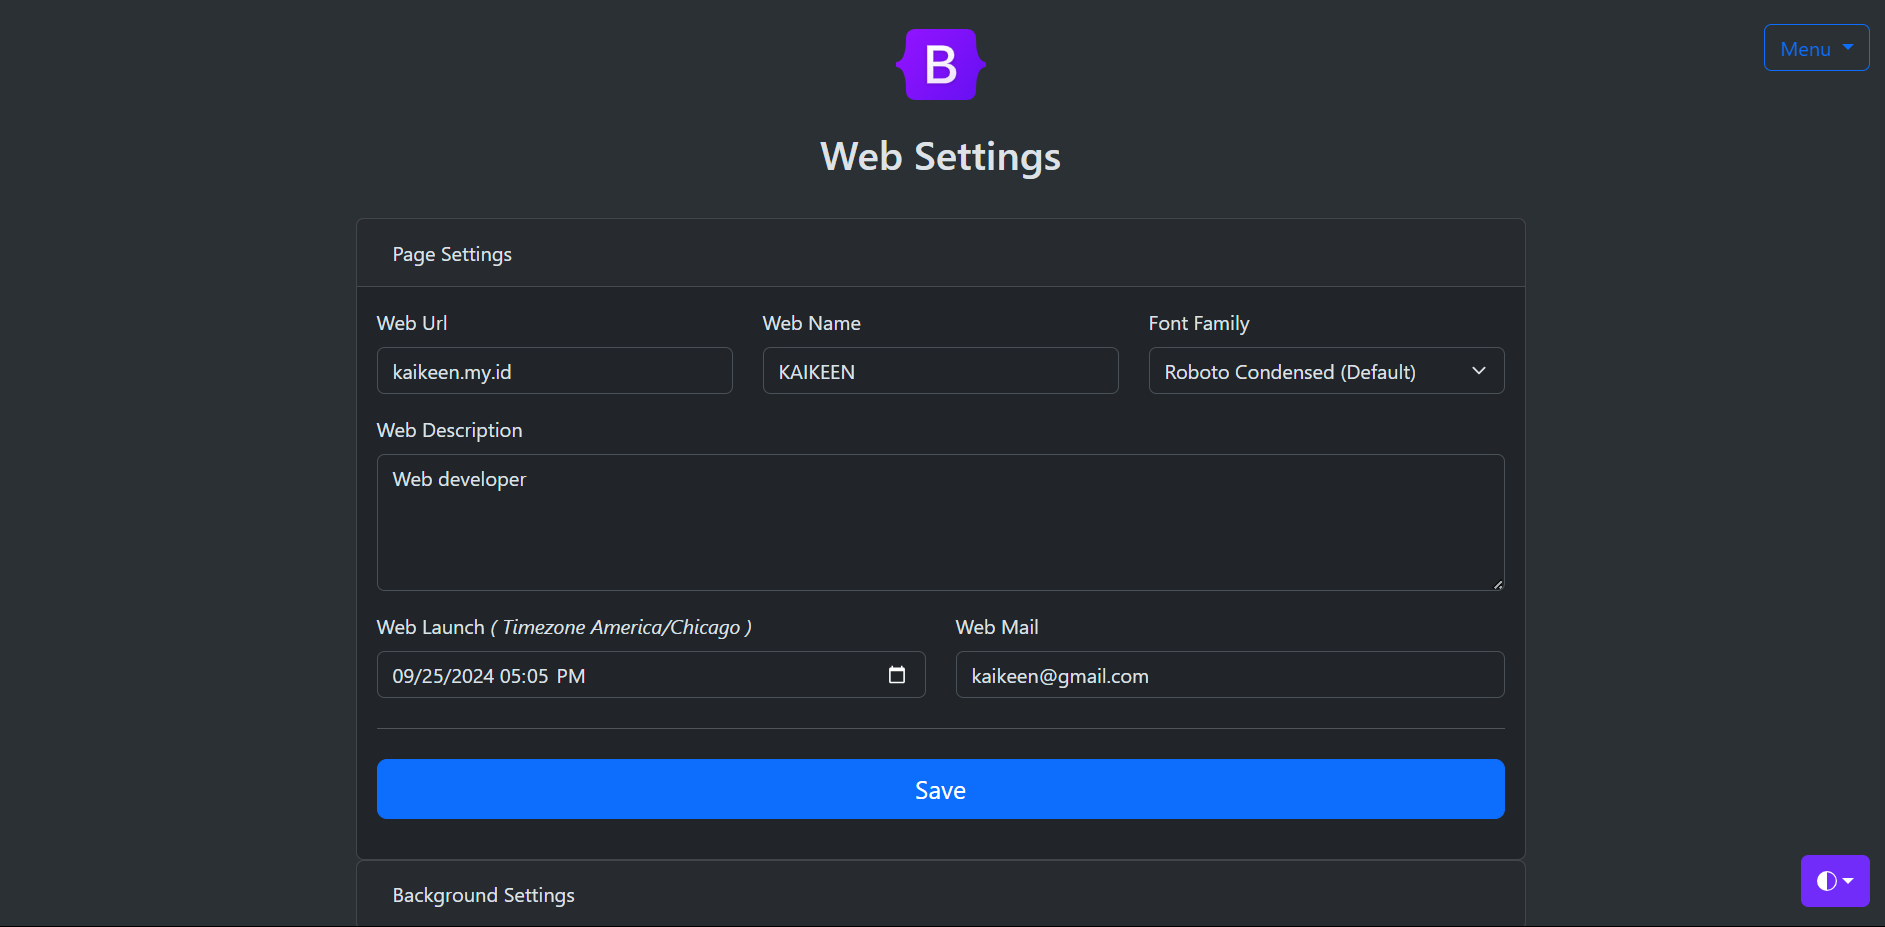 B
Menu
Web Settings
Page Settings
Web Url
Web Name
Font Family
kaikeen.my.id
KAIKEEN
Roboto Condensed (Default)
Web Description
Web developer
Web Launch ( Timezone America/Chicago )
Web Mail
09/25/2024 05:05 PM
kaikeen@gmail.com
Save
Background Settings